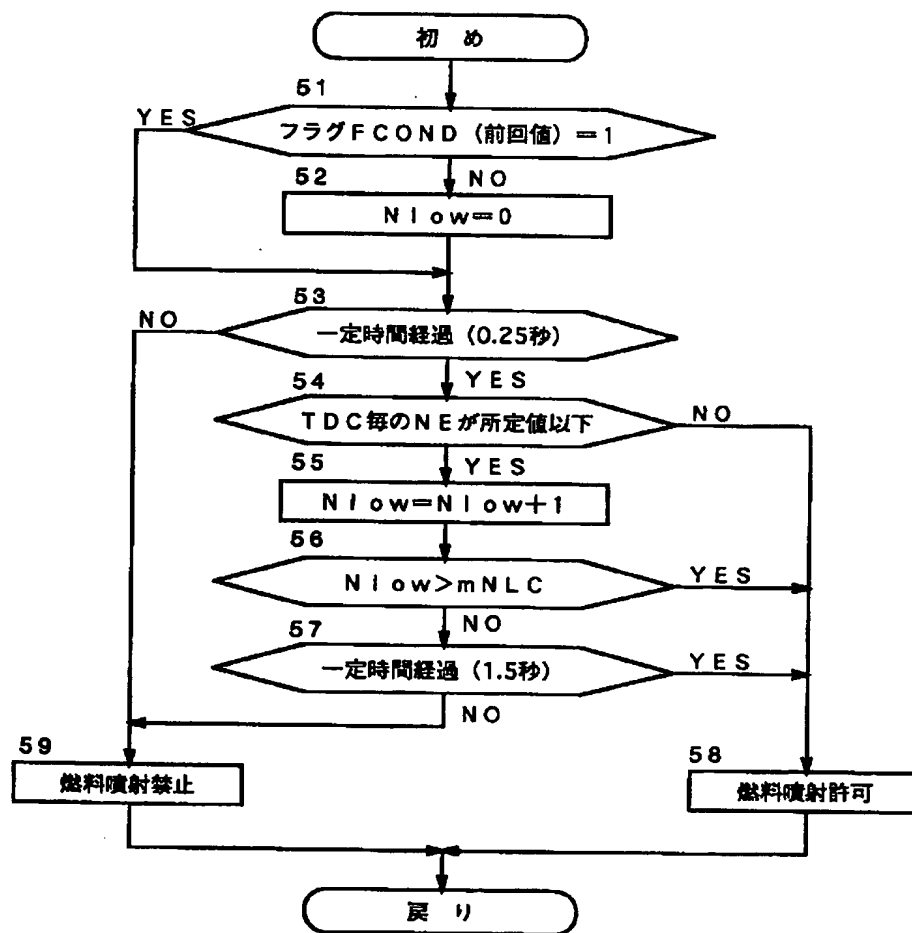 初 め
51
YES
フラグFCOND(前回値)=1
52
NO
Nlow=0
53
NO
一定時間経過(0.25秒)
YES
54
TDC毎のNEが所定値以下
NO
YES
55
Nlow=Nlow+1
56
Nlow>mNLC
YES
NO
57
一定時間経過(1.5秒)
YES
NO
59
58
燃料噴射禁止
燃料噴射許可
戻 り